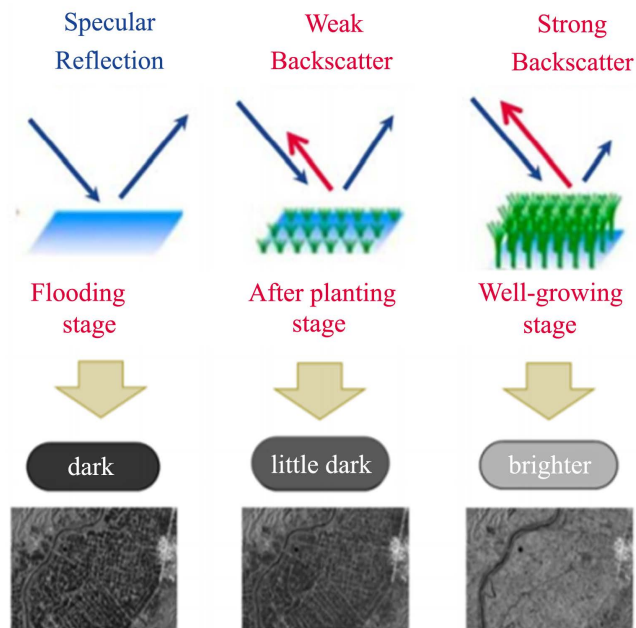 Specular
Reflection
Weak
Backscatter
Strong
Backscatter
Flooding
stage
After planting
stage
Well-growing
stage
dark
little dark
brighter